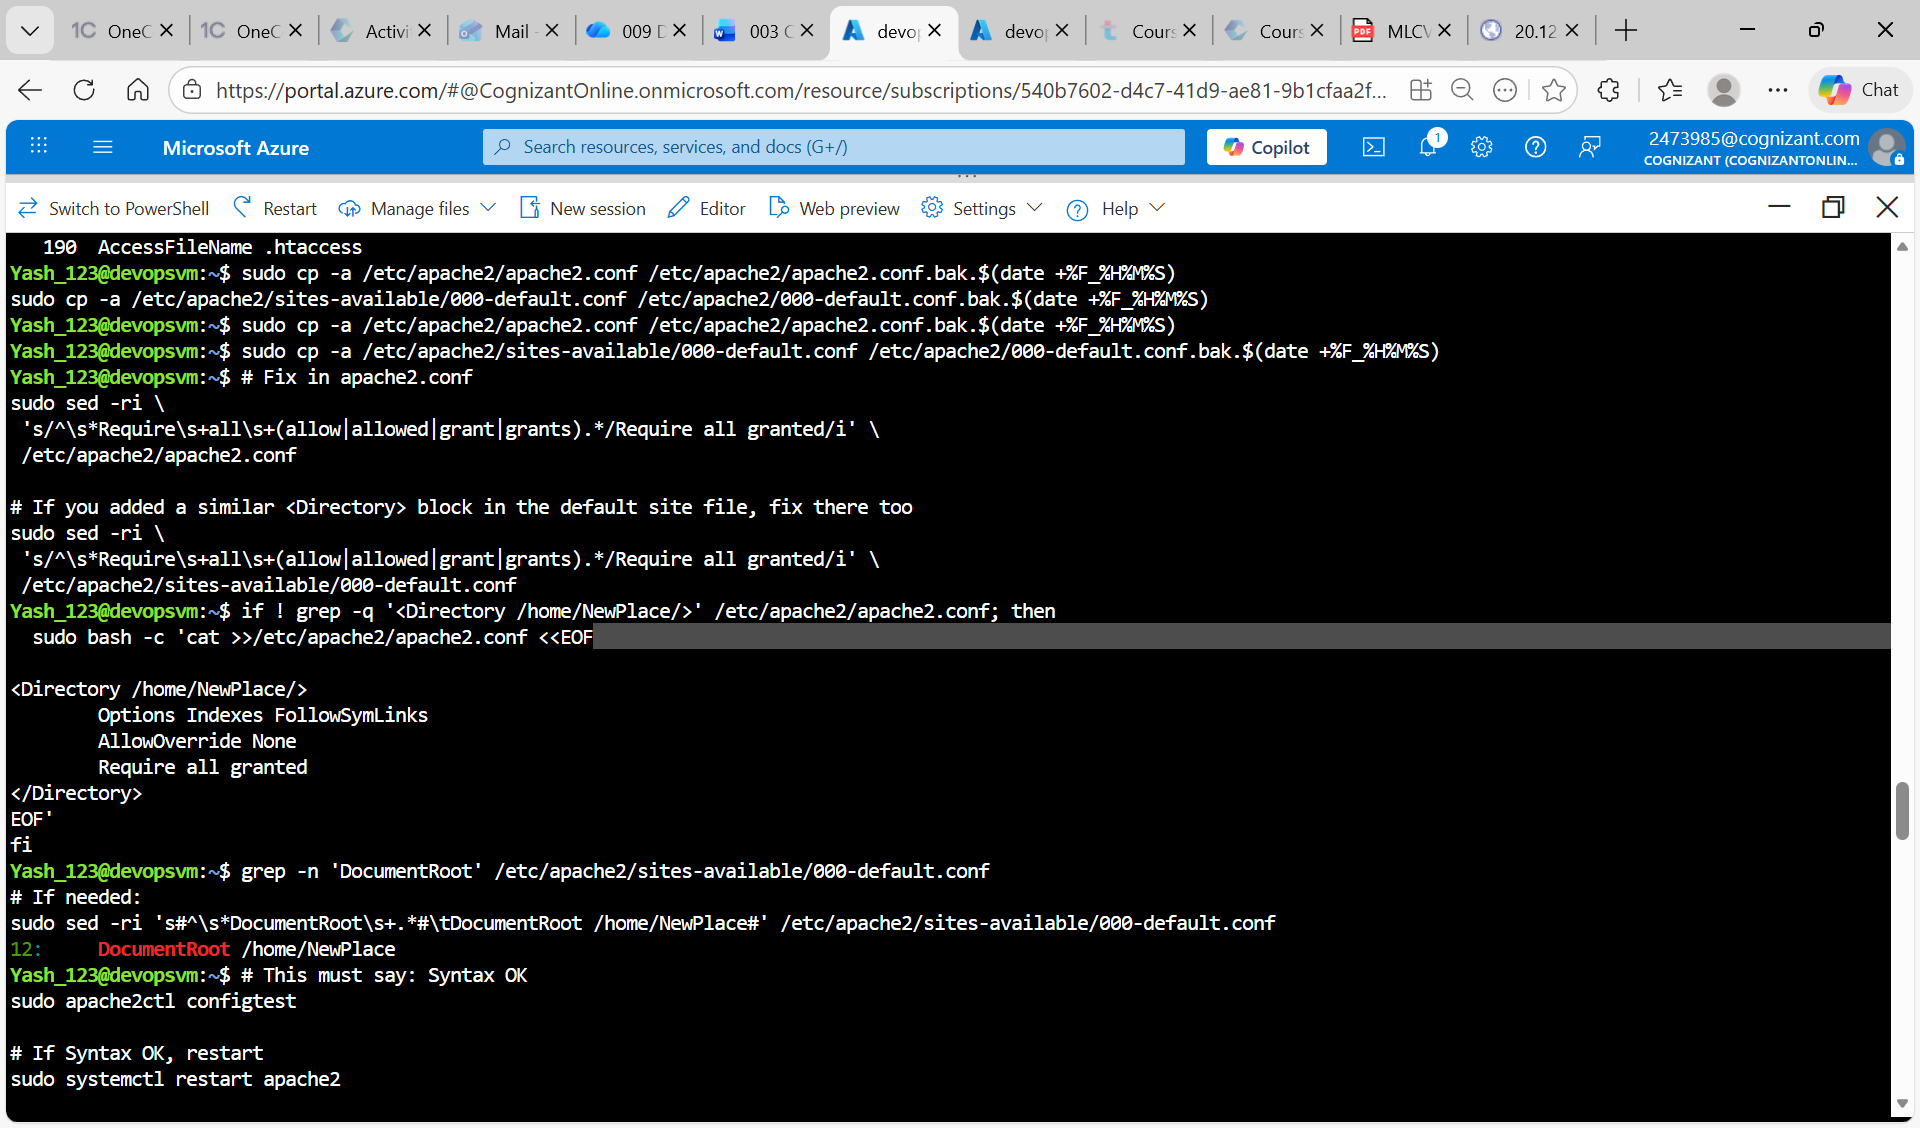 OneC
OneC
Activi
Mail -
009 D
003 C
devop
devop
Cours
Cours
PDF
MLCV
20.12
https://portal.azure.com/#@CognizantOnline.onmicrosoft.com/resource/subscriptions/540b7602-d4c7-41d9-ae81-9b1cfaa2f...
Chat
Microsoft Azure
Search resources, services, and docs (G+/)
Copilot
1
2473985@cognizant.com
COGNIZANT (COGNIZANTONLIN...
Switch to PowerShell
Restart
Manage files
New session
Editor
Web preview
Settings
Help
190  AccessFileName .htaccess
Yash_123@devopsvm:~$ sudo cp -a /etc/apache2/apache2.conf /etc/apache2/apache2.conf.bak.$(date +%F_%H%M%S)
sudo cp -a /etc/apache2/sites-available/000-default.conf /etc/apache2/000-default.conf.bak.$(date +%F_%H%M%S)
Yash_123@devopsvm:~$ sudo cp -a /etc/apache2/apache2.conf /etc/apache2/apache2.conf.bak.$(date +%F_%H%M%S)
Yash_123@devopsvm:~$ sudo cp -a /etc/apache2/sites-available/000-default.conf /etc/apache2/000-default.conf.bak.$(date +%F_%H%M%S)
Yash_123@devopsvm:~$ # Fix in apache2.conf
sudo sed -ri \
 's/^\s*Require\s+all\s+(allow|allowed|grant|grants).*/Require all granted/i' \
 /etc/apache2/apache2.conf
# If you added a similar <Directory> block in the default site file, fix there too
sudo sed -ri \
 's/^\s*Require\s+all\s+(allow|allowed|grant|grants).*/Require all granted/i' \
 /etc/apache2/sites-available/000-default.conf
Yash_123@devopsvm:~$ if ! grep -q '<Directory /home/NewPlace/>' /etc/apache2/apache2.conf; then
  sudo bash -c 'cat >>/etc/apache2/apache2.conf <<EOF
<Directory /home/NewPlace/>
        Options Indexes FollowSymLinks
        AllowOverride None
        Require all granted
</Directory>
EOF'
fi
Yash_123@devopsvm:~$ grep -n 'DocumentRoot' /etc/apache2/sites-available/000-default.conf
# If needed:
sudo sed -ri 's#^\s*DocumentRoot\s+.*#\tDocumentRoot /home/NewPlace#' /etc/apache2/sites-available/000-default.conf
12:     DocumentRoot /home/NewPlace
Yash_123@devopsvm:~$ # This must say: Syntax OK
sudo apache2ctl configtest
# If Syntax OK, restart
sudo systemctl restart apache2